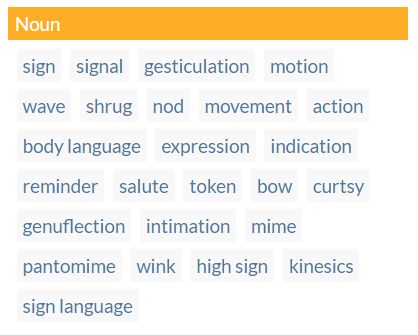 Noun
sign signal gesticulation motion
wave shrug nod movement action
body language expression indication
reminder salute token bow curtsy
genuflection intimation mime
pantomime wink high sign kinesics
sign language